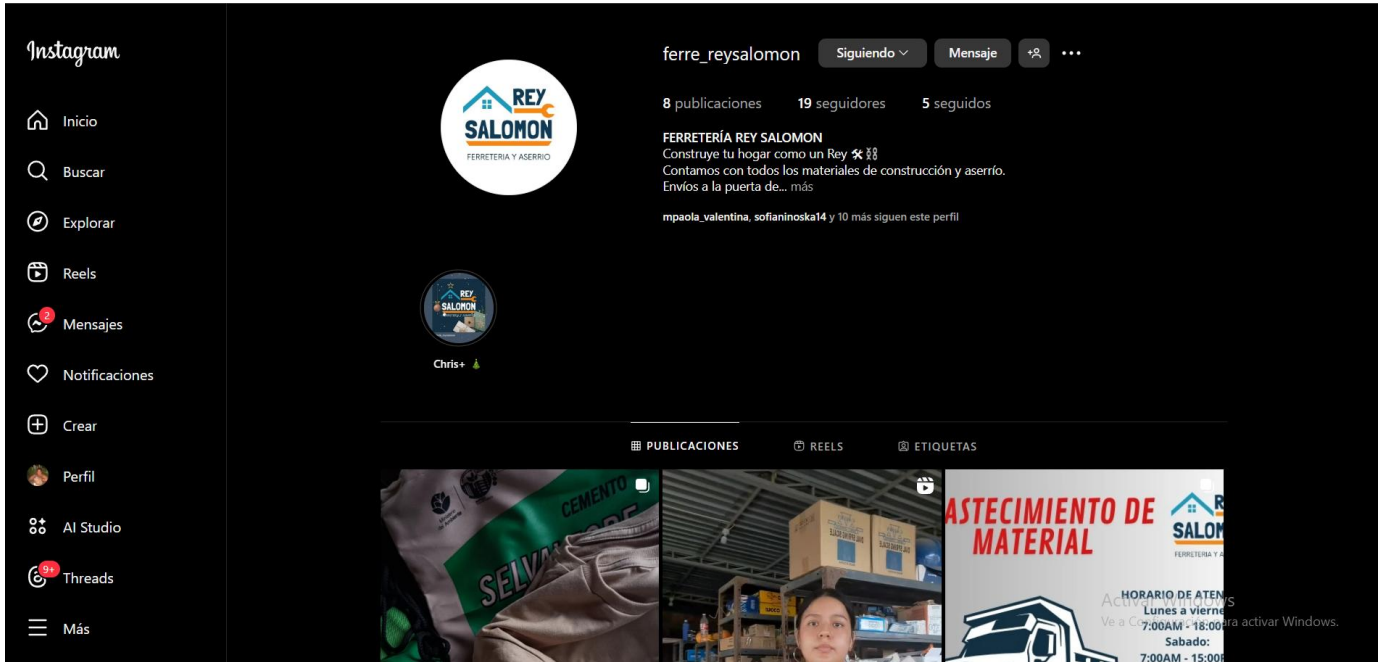 Instagram
Inicio
Buscar
Explorar
Reels
2
Mensajes
Notificaciones
Crear
Perfil
AI Studio
9+
Threads
Más
REY
SALOMON
FERRETERIA Y ASERRIO
ferre_reysalomon
Siguiendo
Mensaje
8 publicaciones 19 seguidores 5 seguidos
FERRETERÍA REY SALOMON
Construye tu hogar como un Rey 🛠️⛓️
Contamos con todos los materiales de construcción y aserrío.
Envíos a la puerta de... más
mpaola_valentina, sofianinoska14 y 10 más siguen este perfil
REY
SALOMON
Chris+ 🎄
PUBLICACIONES REELS ETIQUETAS
CEMENTO
ASTECIMIENTO DE
MATERIAL
SALOM
FERRETERIA Y A
HORARIO DE ATEN
Lunes a vierne
7:00AM - 18:00
Sabado:
7:00AM - 15:00
Activar Windows
Ve a Configuración para activar Windows.